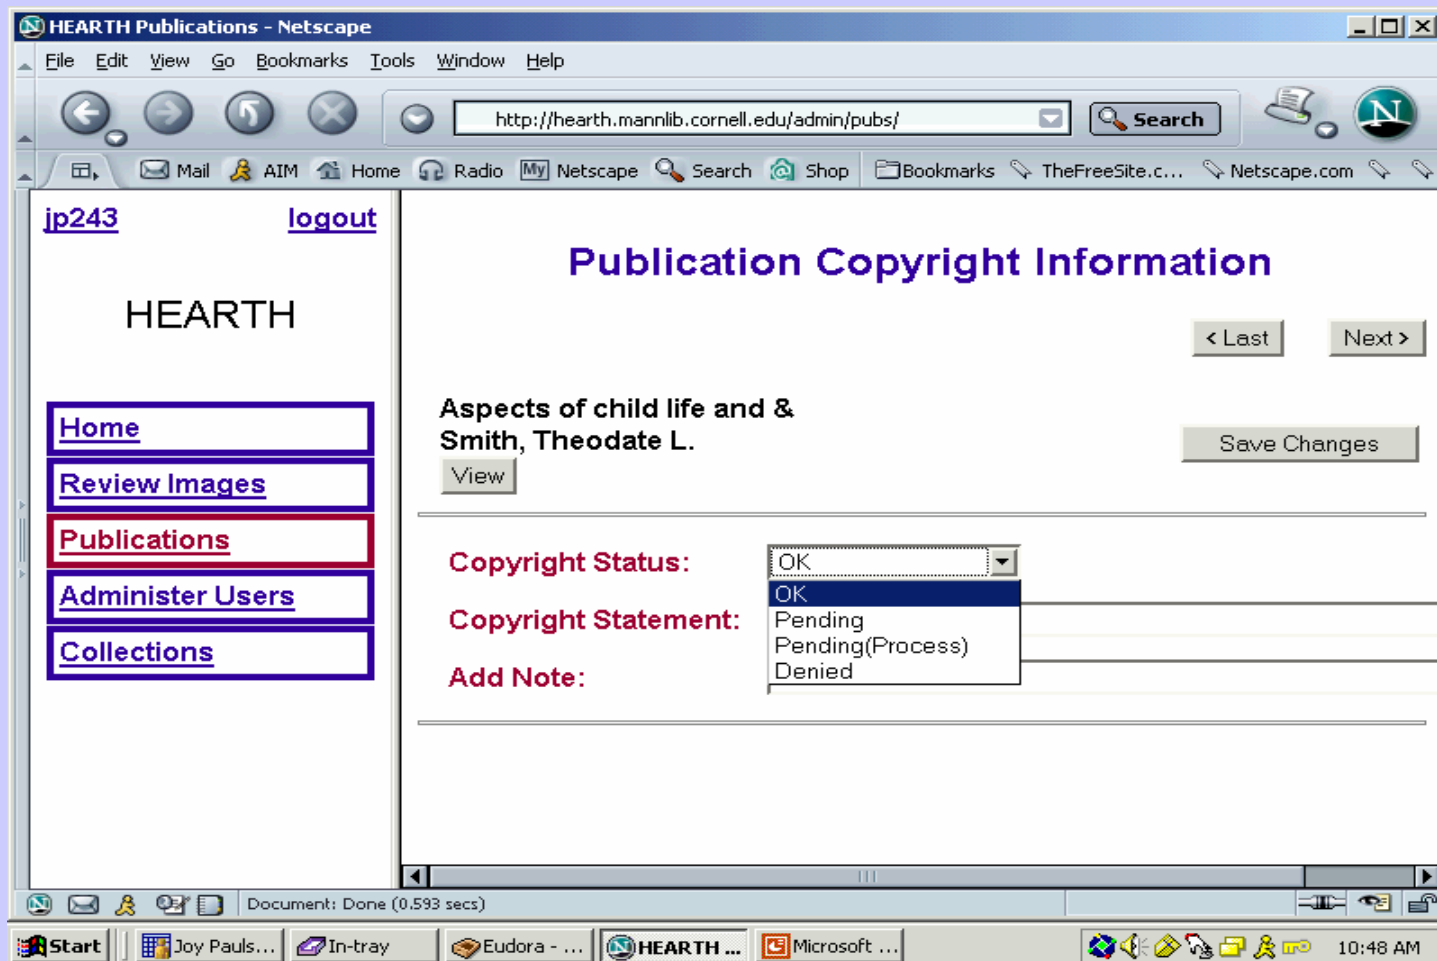 HEARTH Publications - Netscape
File Edit View Go Bookmarks Tools Window Help
http://hearth.mannlib.cornell.edu/admin/pubs/ Search
Mail AIM Home Radio My Netscape Search Shop Bookmarks TheFreeSite.c... Netscape.com
jp243 logout
HEARTH
Home
Review Images
Publications
Administer Users
Collections
Publication Copyright Information
< Last Next >
Aspects of child life and &
Smith, Theodate L.
View
Save Changes
Copyright Status: OK
OK
Pending
Pending(Process)
Denied
Copyright Statement:
Add Note:
Document: Done (0.593 secs)
Start Joy Pauls... In-tray Eudora - ... HEARTH ... Microsoft ... 10:48 AM